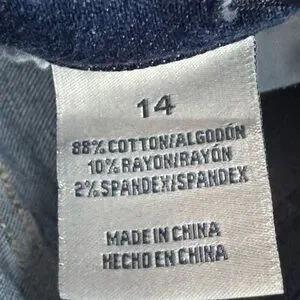 14
88% COTTON/ALGODÓN
10% RAYON/RAYÓN
2% SPANDEX/SPANDEX
MADE IN CHINA
HECHO EN CHINA